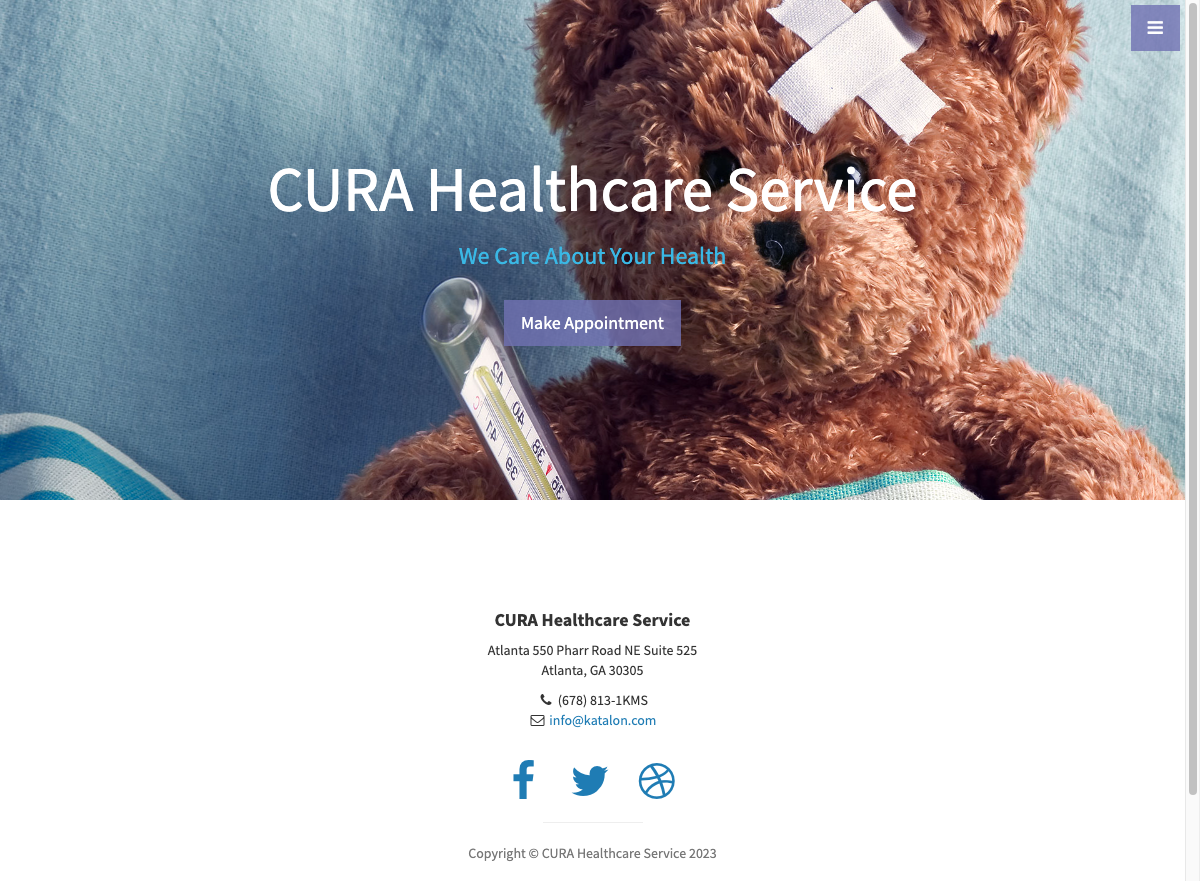 CURA Healthcare Service
We Care About Your Health
Make Appointment
CURA Healthcare Service
Atlanta 550 Pharr Road NE Suite 525
Atlanta, GA 30305
(678) 813-1KMS
info@katalon.com
Copyright © CURA Healthcare Service 2023